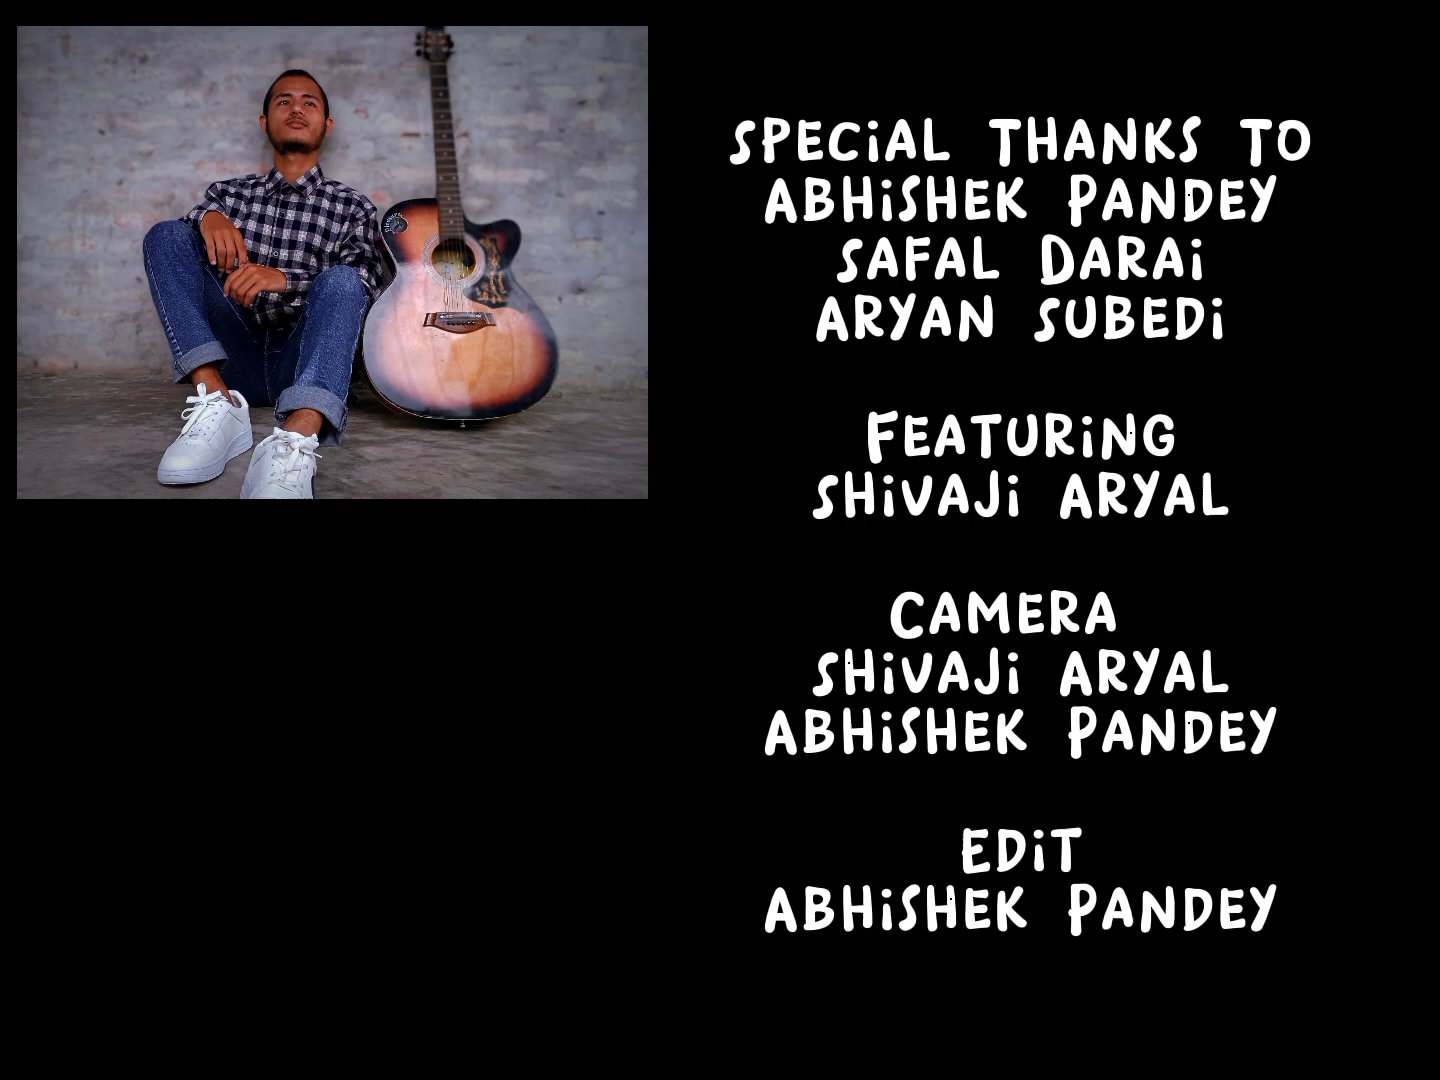 SPECiAL THANKS TO
ABHiSHEK PANDEY
SAFAL DARAi
ARYAN SUBEDi
FEATURiNG
SHiVAJi ARYAL
CAMERA
SHiVAJi ARYAL
ABHiSHEK PANDEY
EDiT
ABHiSHEK PANDEY